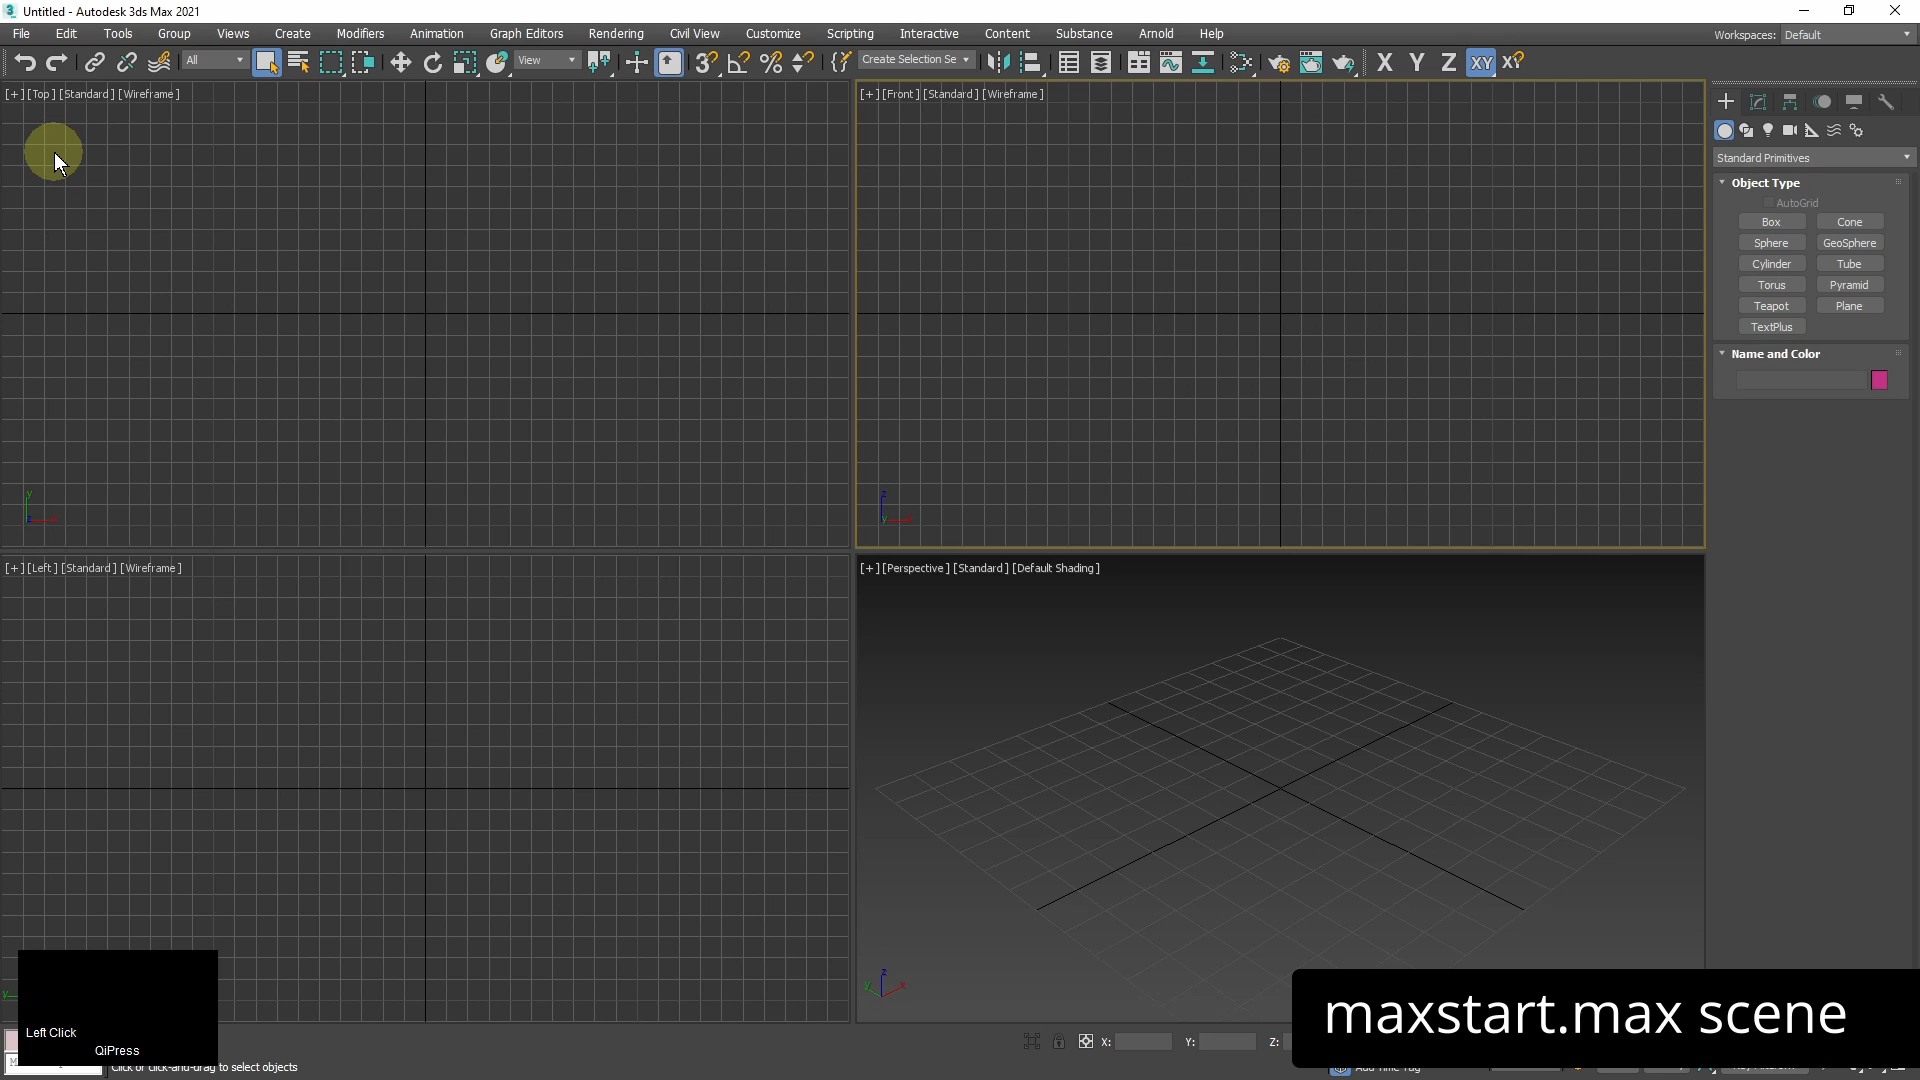 Untitled - Autodesk 3ds Max 2021
File Edit Tools Group Views Create Modifiers Animation Graph Editors Rendering Civil View Customize Scripting Interactive Content Substance Arnold Help
Workspaces: Default
All View Create Selection Se X Y Z XY
[+] [Top] [Standard] [Wireframe]
[+] [Front] [Standard] [Wireframe]
Standard Primitives
Object Type
AutoGrid
Box Cone
Sphere GeoSphere
Cylinder Tube
Torus Pyramid
Teapot Plane
TextPlus
Name and Color
[+] [Left] [Standard] [Wireframe]
[+] [Perspective] [Standard] [Default Shading]
Left Click
QiPress
X: Y: Z:
maxstart.max scene
Click or click-and-drag to select objects
Add Time Tag